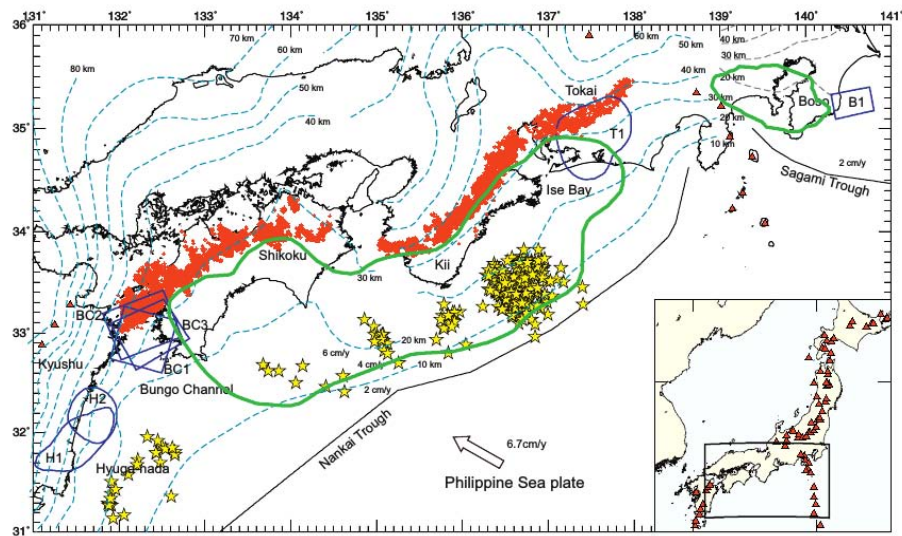 131° 132° 133° 134° 135° 136° 137° 138° 139° 140° 141°
36°
35°
34°
33°
32°
31°
70 km
60 km
50 km
80 km
40 km
60 km
50 km
40 km
30 km
20 km
10 km
40 km
30 km
20 km
Tokai
T1
Boso
B1
2 cm/y
Sagami Trough
Ise Bay
Kii
Shikoku
30 km
BC2
BC3
BC1
Kyushu
Bungo Channel
6 cm/y
4 cm/y
2 cm/y
20 km
10 km
H2
H1
Hyuga-nada
Nankai Trough
6.7cm/y
Philippine Sea plate